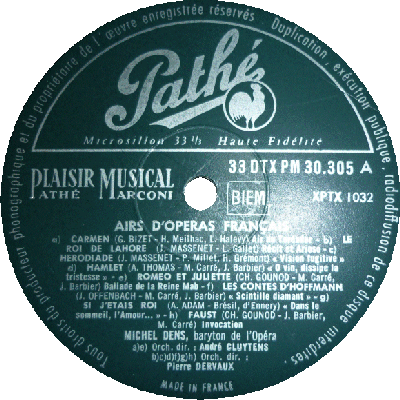 Tous droits du producteur phonographique et du propriétaire de l'œuvre enregistrée réservés Duplication, exécution publique, radiodiffusion de ce disque interdites.
Pathé
Microsillon 33 1/3 Haute Fidélité
33 DTX PM 30.305 A
PLAISIR MUSICAL
PATHÉ MARCONI
BIEM
XPTX 1032
AIRS D'OPERAS FRANÇAIS
a) CARMEN (G. BIZET - H. Meilhac, L. Halevy) Air du - b) LE
ROI DE LAHORE (J. MASSENET - L. Gallet) - c)
HERODIADE (J. MASSENET - P. Millet, H. Grémont) « Vision fugitive »
d) HAMLET (A. THOMAS - M. Carré, J. Barbier) « O vin, dissipe la
tristesse » - e) ROMEO ET JULIETTE (CH. GOUNOD - M. Carré,
J. Barbier) Ballade de la Reine Mab - f) LES CONTES D'HOFFMANN
(J. OFFENBACH - M. Carré, J. Barbier) « Scintille diamant » - g)
SI J'ETAIS ROI (A. ADAM - Brésil, d'Ennery) « Dans le
sommeil, l'Amour... » - h) FAUST (CH. GOUNOD - J. Barbier,
M. Carré) Invocation
MICHEL DENS, baryton de l'Opéra
a)e) Orch. dir. : André CLUYTENS
b)c)d)f)g)h) Orch. dir. :
Pierre DERVAUX
MADE IN FRANCE